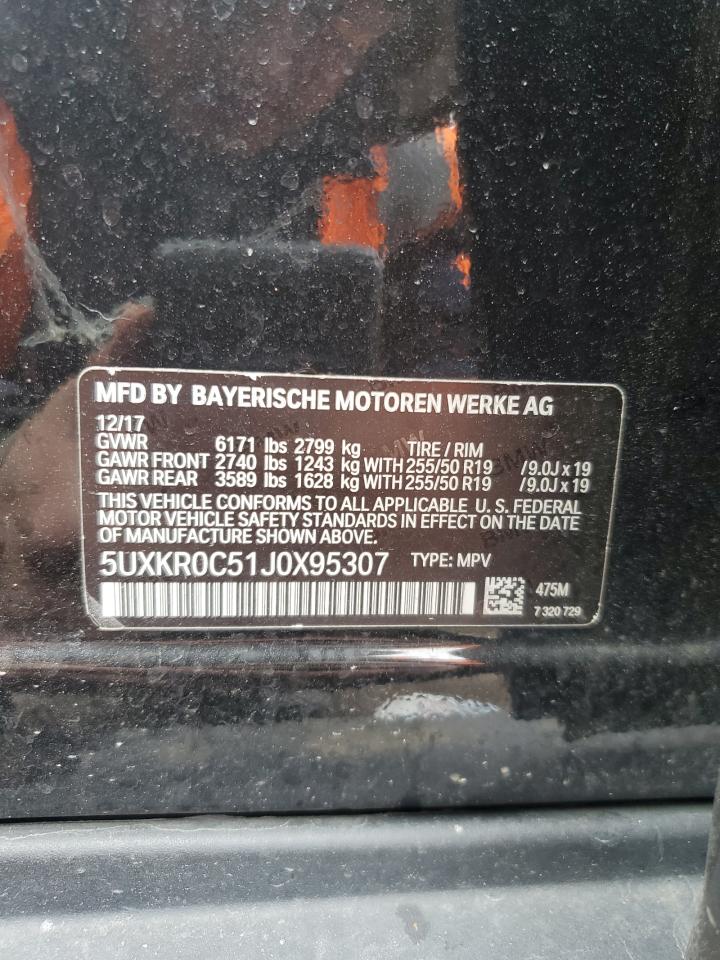 MFD BY BAYERISCHE MOTOREN WERKE AG
12/17
GVWR 6171 lbs 2799 kg TIRE / RIM
GAWR FRONT 2740 lbs 1243 kg WITH 255/50 R19 / 9.0J x 19
GAWR REAR 3589 lbs 1628 kg WITH 255/50 R19 / 9.0J x 19
THIS VEHICLE CONFORMS TO ALL APPLICABLE U. S. FEDERAL
MOTOR VEHICLE SAFETY STANDARDS IN EFFECT ON THE DATE
OF MANUFACTURE SHOWN ABOVE.
5UXKR0C51J0X95307 TYPE: MPV
475M
7 320 729